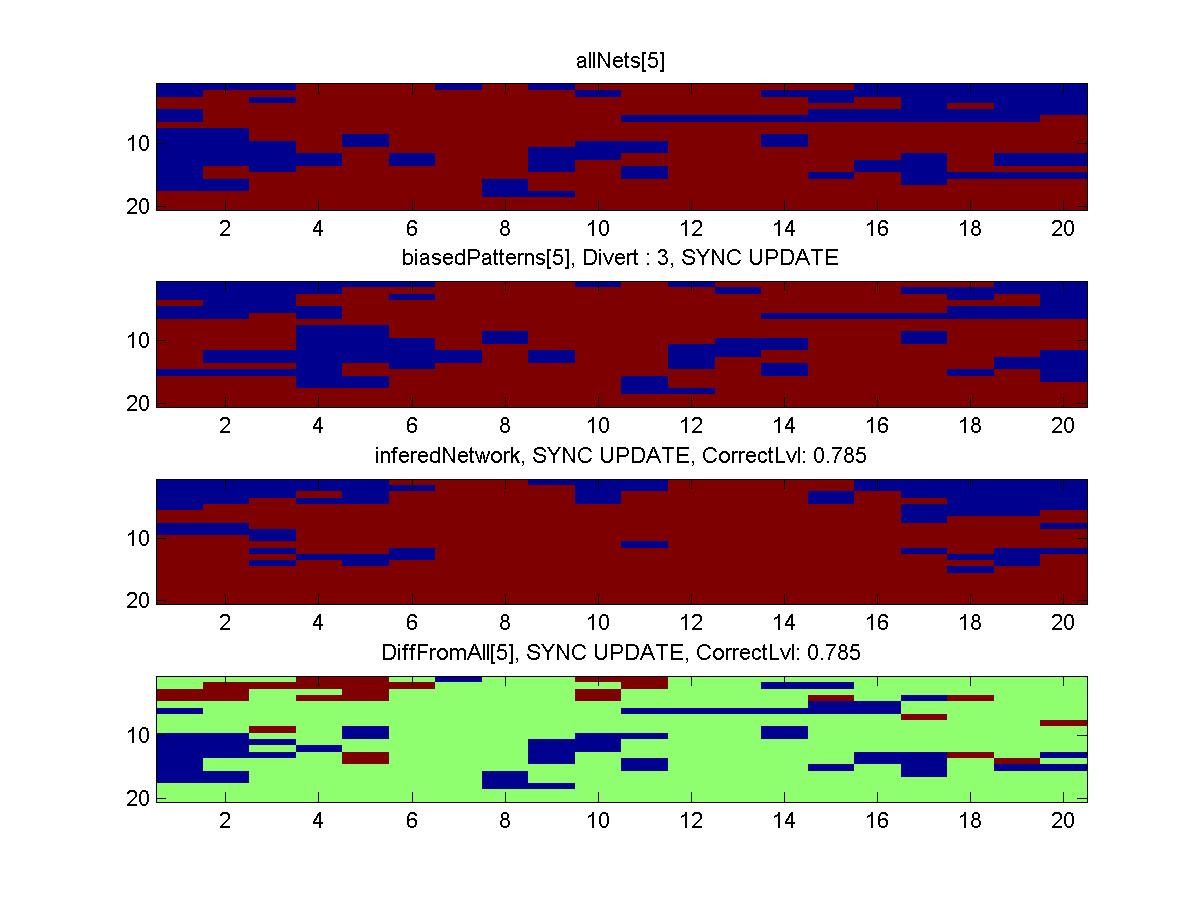 allNets[5]
10
20
2 4 6 8 10 12 14 16 18 20
biasedPatterns[5], Divert : 3, SYNC UPDATE
10
20
2 4 6 8 10 12 14 16 18 20
inferedNetwork, SYNC UPDATE, CorrectLvl: 0.785
10
20
2 4 6 8 10 12 14 16 18 20
DiffFromAll[5], SYNC UPDATE, CorrectLvl: 0.785
10
20
2 4 6 8 10 12 14 16 18 20